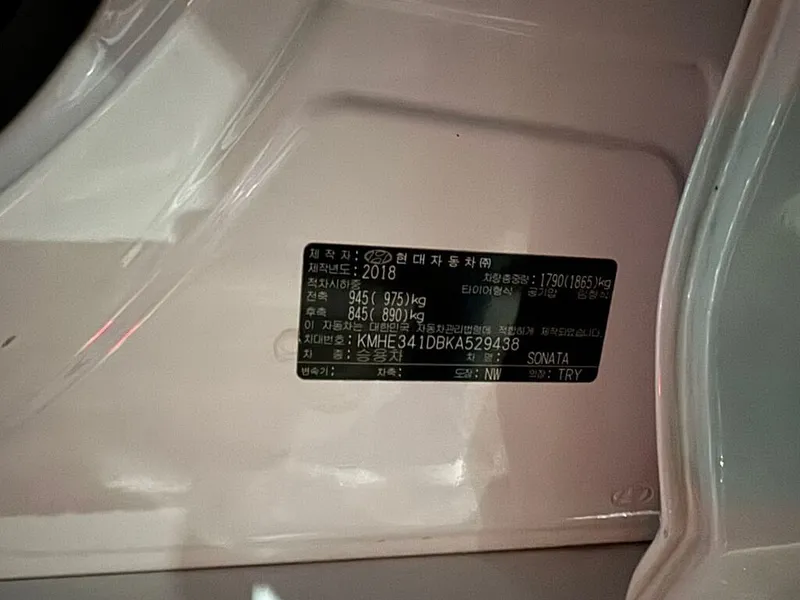 제 작 자 : 현대자동차㈜
제작년도 : 2018 차량총중량 : 1790(1865)kg
적차시하중 타이어형식 공기압 음형식
전축 945( 975)kg
후축 845( 890)kg
이 자동차는 대한민국 자동차관리법령에 적합하게 제작되었습니다.
차대번호 : KMHE341DBKA529438
차 종 : 승용차 차 명 : SONATA
변속기 : 차축 : 도장 : NW 의장 : TRY